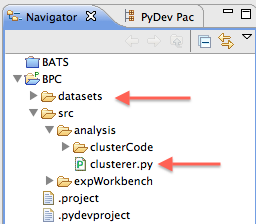 Navigator
PyDev Pac
BATS
BPC
datasets
src
analysis
clusterCode
clusterer.py
expWorkbench
.project
.pydevproject